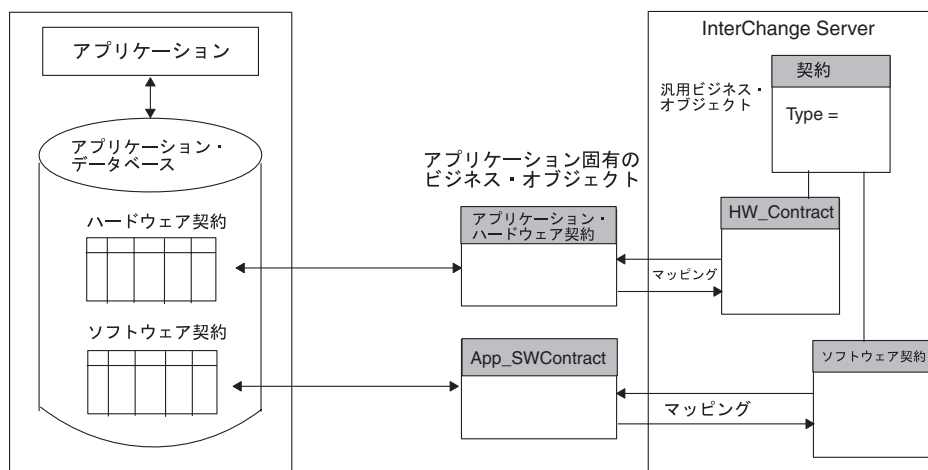 アプリケーション
アプリケーション・
データベース
ハードウェア契約
ソフトウェア契約
アプリケーション固有の
ビジネス・オブジェクト
アプリケーション・
ハードウェア契約
App_SWContract
InterChange Server
汎用ビジネス・
オブジェクト
契約
Type =
HW_Contract
マッピング
ソフトウェア契約
マッピング